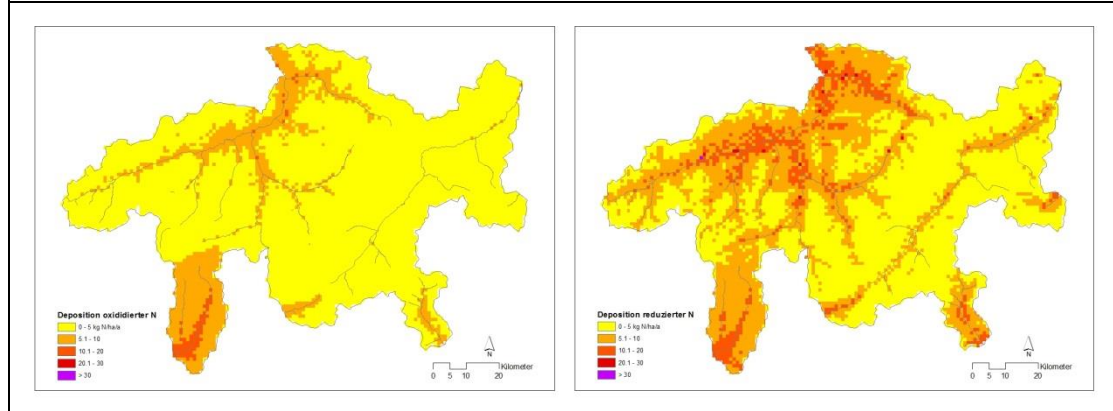 Deposition oxididierter N
0 - 5 kg N/ha/a
5.1 - 10
10.1 - 20
20.1 - 30
> 30
N
0 5 10 20
Kilometer
Deposition reduzierter N
0 - 5 kg N/ha/a
5.1 - 10
10.1 - 20
20.1 - 30
> 30
N
0 5 10 20
Kilometer